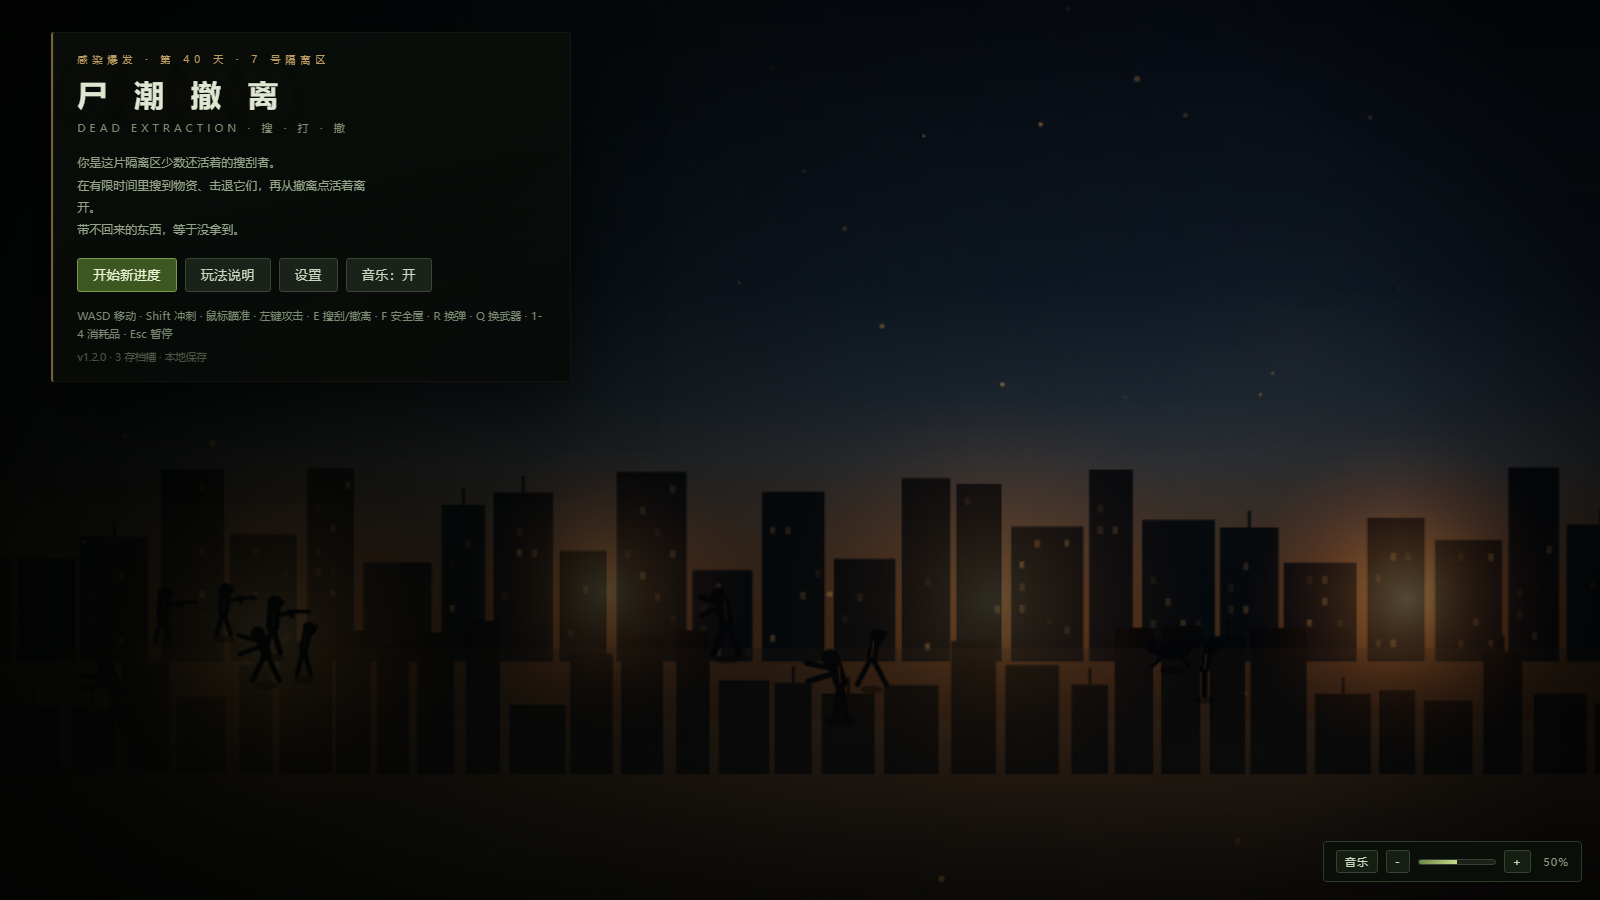 感染爆发 · 第 40 天 · 7 号隔离区
尸潮撤离
DEAD EXTRACTION · 搜 · 打 · 撤
你是这片隔离区少数还活着的搜刮者。
在有限时间里搜到物资、击退它们，再从撤离点活着离
开。
带不回来的东西，等于没拿到。
开始新进度 玩法说明 设置 音乐：开
WASD 移动 · Shift 冲刺 · 鼠标瞄准 · 左键攻击 · E 搜刮/撤离 · F 安全屋 · R 换弹 · Q 换武器 · 1-
4 消耗品 · Esc 暂停
v1.2.0 · 3 存档槽 · 本地保存
音乐 - + 50%